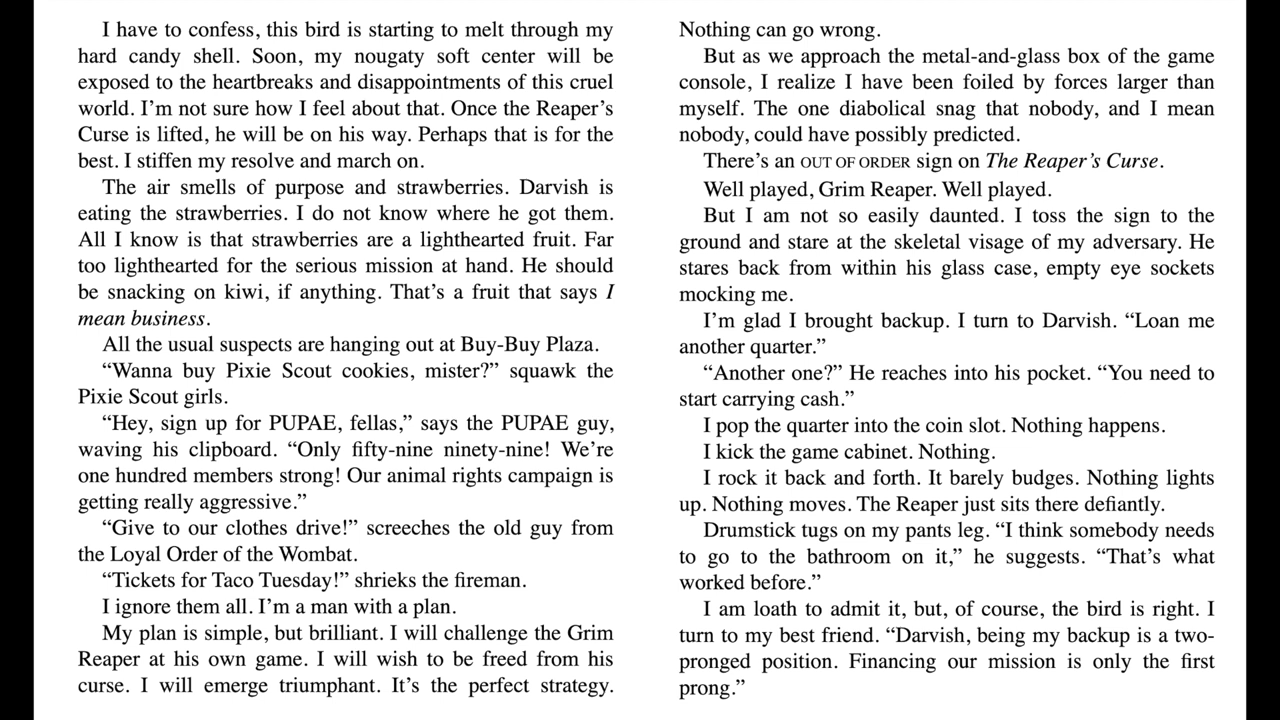 I have to confess, this bird is starting to melt through my
hard candy shell. Soon, my nougaty soft center will be
exposed to the heartbreaks and disappointments of this cruel
world. I’m not sure how I feel about that. Once the Reaper’s
Curse is lifted, he will be on his way. Perhaps that is for the
best. I stiffen my resolve and march on.
The air smells of purpose and strawberries. Darvish is
eating the strawberries. I do not know where he got them.
All I know is that strawberries are a lighthearted fruit. Far
too lighthearted for the serious mission at hand. He should
be snacking on kiwi, if anything. That’s a fruit that says I
mean business.
All the usual suspects are hanging out at Buy-Buy Plaza.
“Wanna buy Pixie Scout cookies, mister?” squawk the
Pixie Scout girls.
“Hey, sign up for PUPAE, fellas,” says the PUPAE guy,
waving his clipboard. “Only fifty-nine ninety-nine! We’re
one hundred members strong! Our animal rights campaign is
getting really aggressive.”
“Give to our clothes drive!” screeches the old guy from
the Loyal Order of the Wombat.
“Tickets for Taco Tuesday!” shrieks the fireman.
I ignore them all. I’m a man with a plan.
My plan is simple, but brilliant. I will challenge the Grim
Reaper at his own game. I will wish to be freed from his
curse. I will emerge triumphant. It’s the perfect strategy.
Nothing can go wrong.
But as we approach the metal-and-glass box of the game
console, I realize I have been foiled by forces larger than
myself. The one diabolical snag that nobody, and I mean
nobody, could have possibly predicted.
There’s an OUT OF ORDER sign on The Reaper’s Curse.
Well played, Grim Reaper. Well played.
But I am not so easily daunted. I toss the sign to the
ground and stare at the skeletal visage of my adversary. He
stares back from within his glass case, empty eye sockets
mocking me.
I’m glad I brought backup. I turn to Darvish. “Loan me
another quarter.”
“Another one?” He reaches into his pocket. “You need to
start carrying cash.”
I pop the quarter into the coin slot. Nothing happens.
I kick the game cabinet. Nothing.
I rock it back and forth. It barely budges. Nothing lights
up. Nothing moves. The Reaper just sits there defiantly.
Drumstick tugs on my pants leg. “I think somebody needs
to go to the bathroom on it,” he suggests. “That’s what
worked before.”
I am loath to admit it, but, of course, the bird is right. I
turn to my best friend. “Darvish, being my backup is a two-
pronged position. Financing our mission is only the first
prong.”